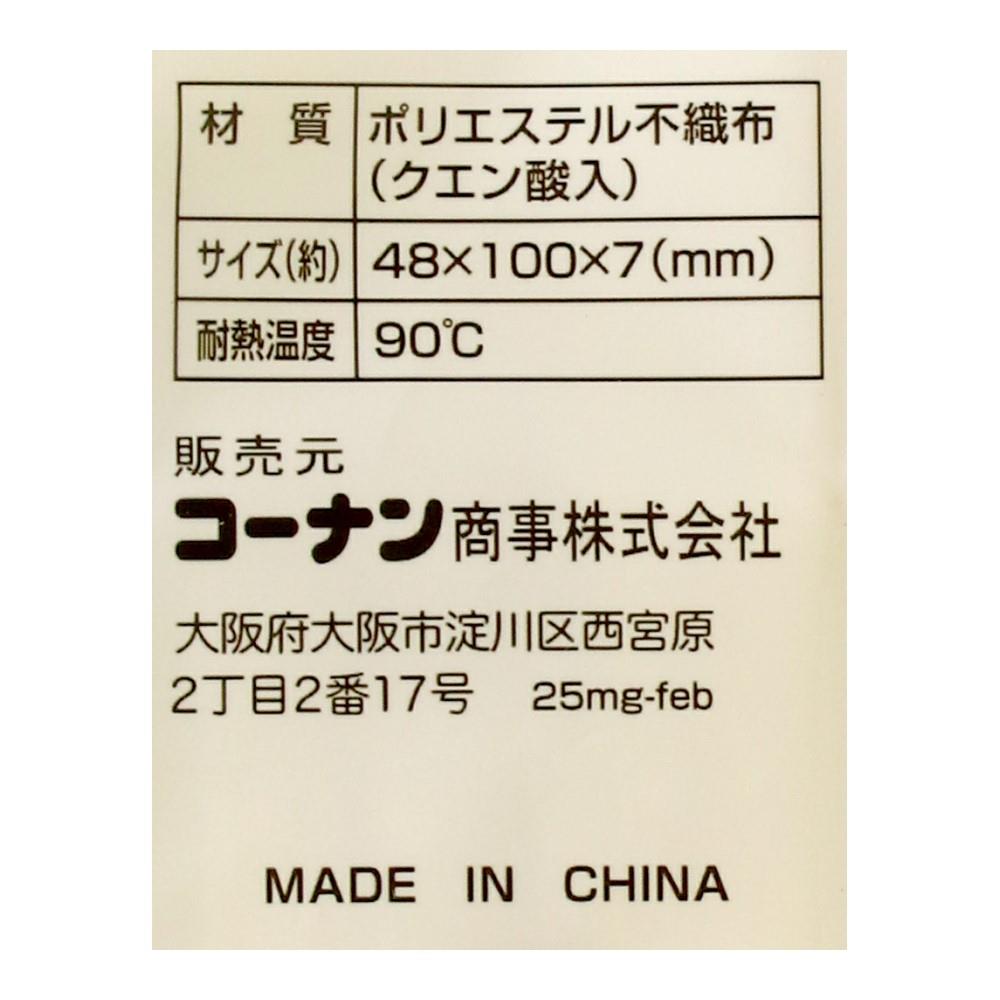 材 質 ポリエステル不織布
(クエン酸入)
サイズ(約) 48×100×7(mm)
耐熱温度 90℃
販売元
コーナン商事株式会社
大阪府大阪市淀川区西宮原
2丁目2番17号 25mg-feb
MADE IN CHINA